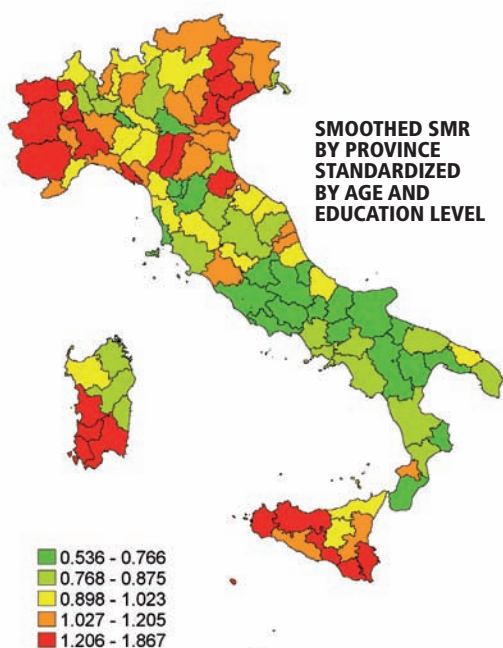 SMOOTHED SMR
BY PROVINCE
STANDARDIZED
BY AGE AND
EDUCATION LEVEL
0.536 - 0.766
0.768 - 0.875
0.898 - 1.023
1.027 - 1.205
1.206 - 1.867